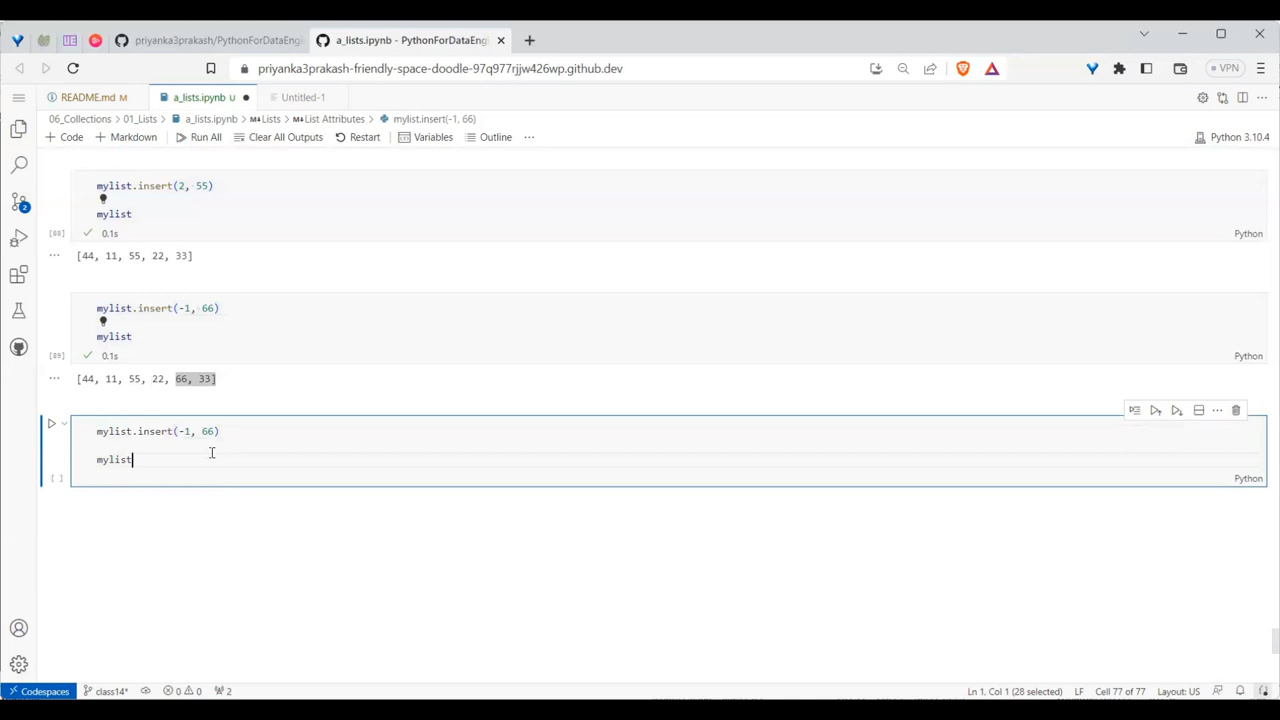 priyanka3prakash/PythonForDataEngi
a_lists.ipynb - PythonForDataEngi
priyanka3prakash-friendly-space-doodle-97q977rjjw426wp.github.dev
VPN
README.md M
a_lists.ipynb U
Untitled-1
06_Collections > 01_Lists > a_lists.ipynb > Lists > List Attributes > mylist.insert(-1, 66)
+ Code + Markdown Run All Clear All Outputs Restart Variables Outline ...
Python 3.10.4
mylist.insert(2, 55)
mylist
[88] 0.1s
Python
... [44, 11, 55, 22, 33]
mylist.insert(-1, 66)
mylist
[89] 0.1s
Python
... [44, 11, 55, 22, 66, 33]
mylist.insert(-1, 66)
mylist
[ ]
Python
2
Codespaces class14* 0 0 2
Ln 1, Col 1 (28 selected) LF Cell 77 of 77 Layout: US